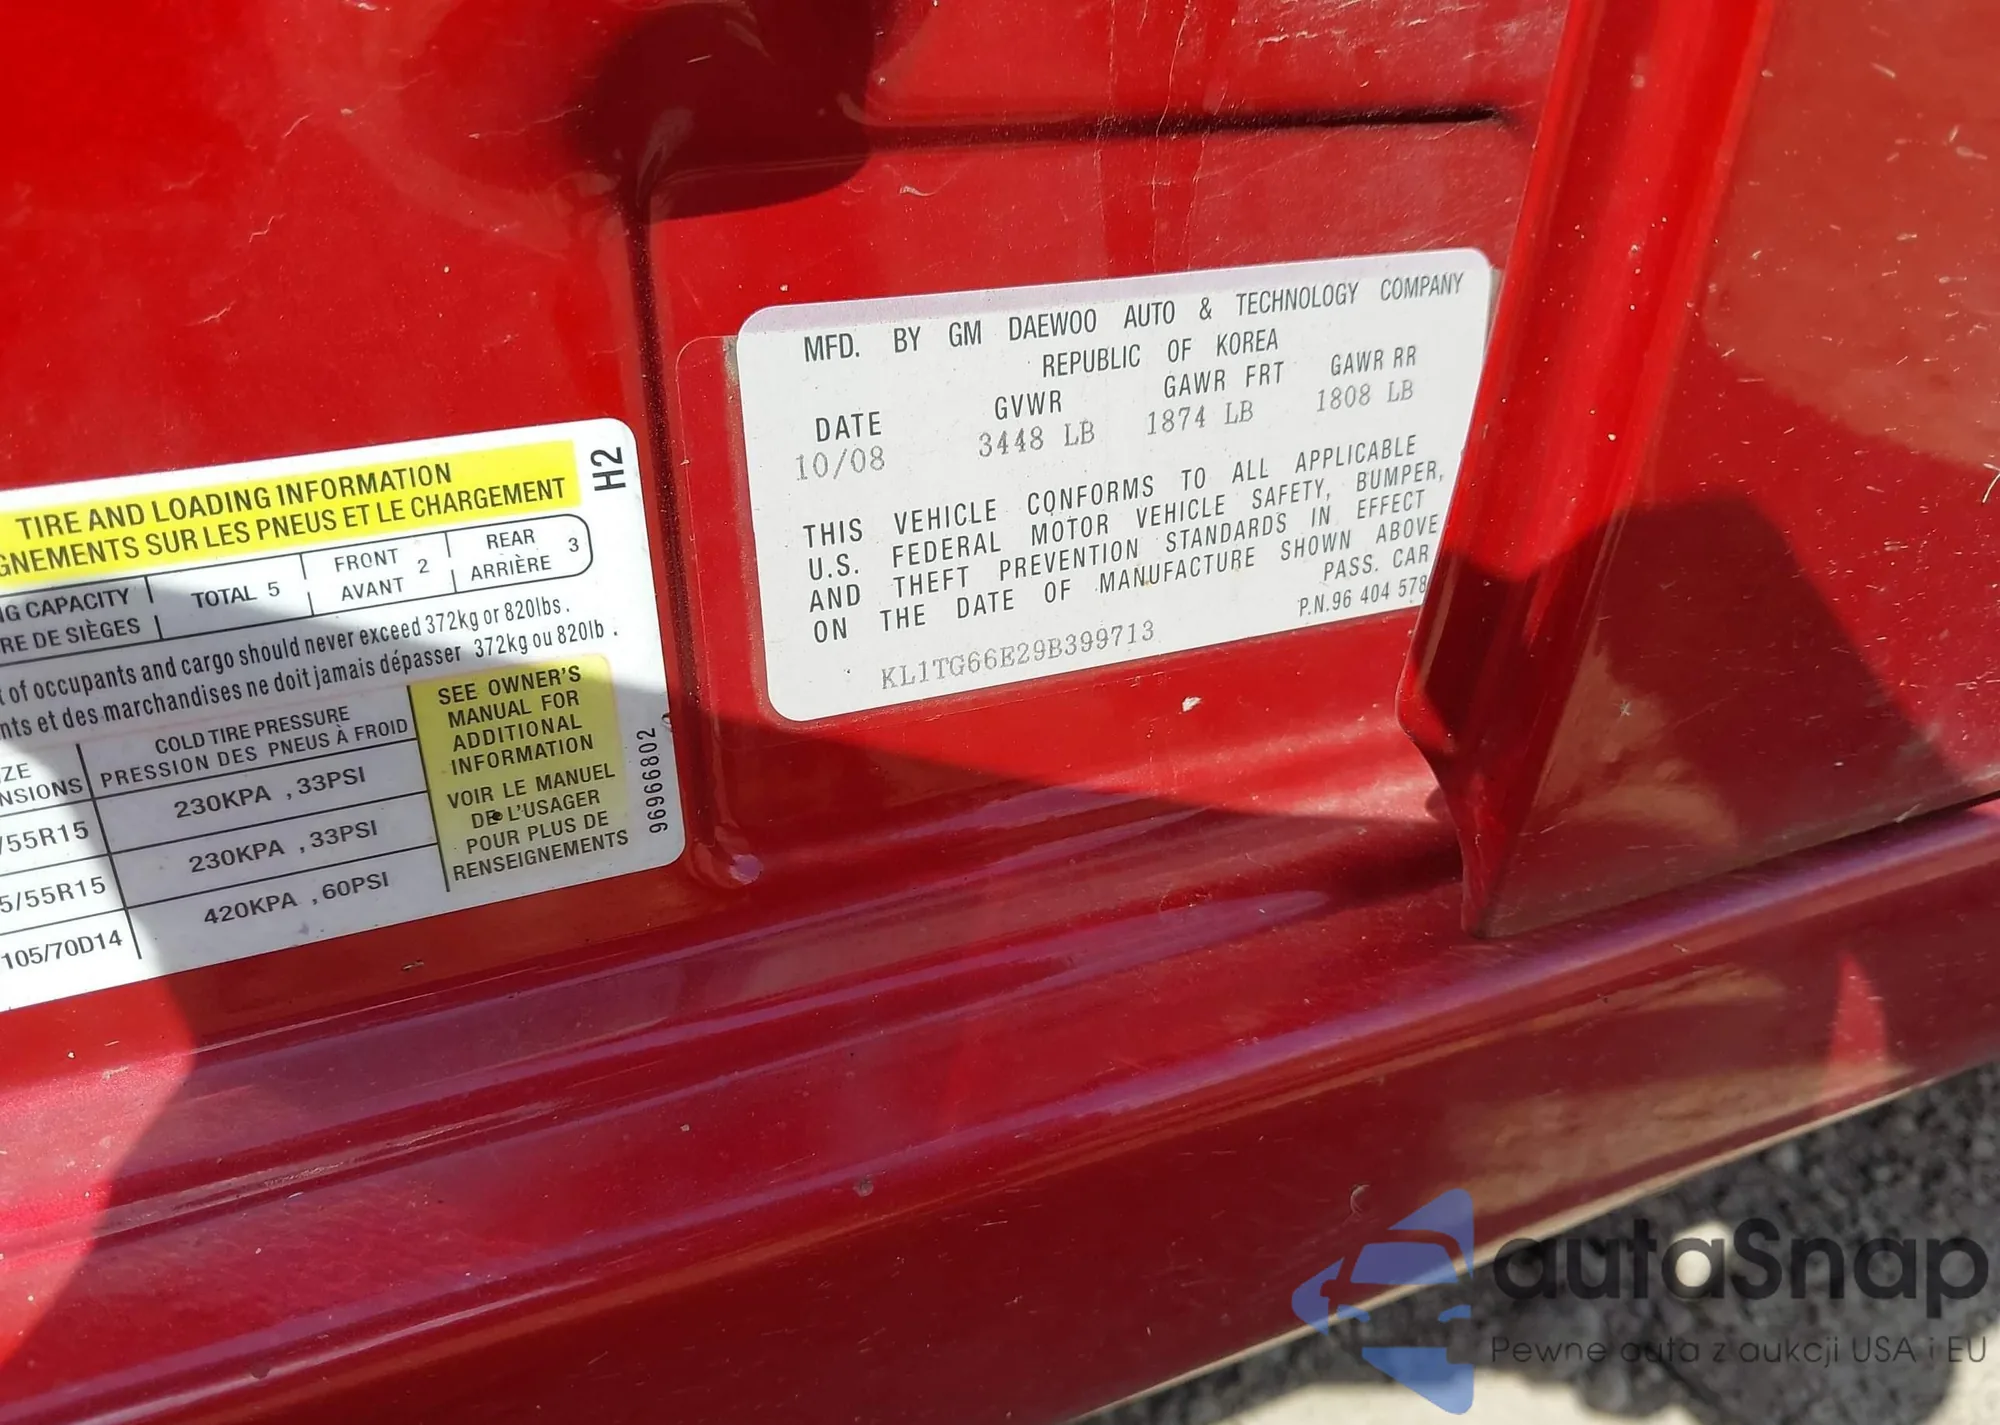 TIRE AND LOADING INFORMATION
SUR LES PNEUS ET LE CHARGEMENT
CAPACITY TOTAL 5 FRONT 2 REAR 3
DE SIÈGES AVANT ARRIÈRE
of occupants and cargo should never exceed 372kg or 820lbs.
et des marchandises ne doit jamais dépasser 372kg ou 820lb.
COLD TIRE PRESSURE
PRESSION DES PNEUS À FROID
/55R15 230KPA , 33PSI
5/55R15 230KPA , 33PSI
105/70D14 420KPA , 60PSI
SEE OWNER'S
MANUAL FOR
ADDITIONAL
INFORMATION
VOIR LE MANUEL
DE L'USAGER
POUR PLUS DE
RENSEIGNEMENTS
H2
96966802
MFD. BY GM DAEWOO AUTO & TECHNOLOGY COMPANY
REPUBLIC OF KOREA
DATE GVWR GAWR FRT GAWR RR
10/08 3448 LB 1874 LB 1808 LB
THIS VEHICLE CONFORMS TO ALL APPLICABLE
U.S. FEDERAL MOTOR VEHICLE SAFETY, BUMPER,
AND THEFT PREVENTION STANDARDS IN EFFECT
ON THE DATE OF MANUFACTURE SHOWN ABOVE
PASS. CAR
P.N.96 404 578
KL1TG66E29B399713
autaSnap
Pewne auta z aukcji USA i EU